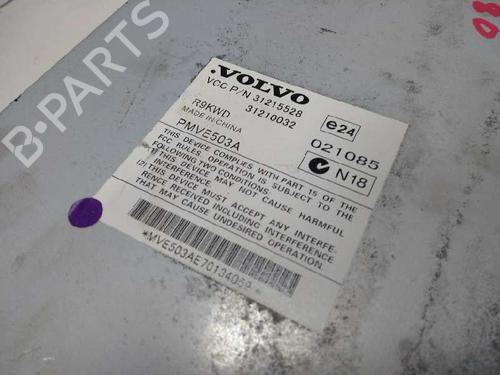 .VOLVO
VCC P/N 31215528
31210032
R9KWD
MADE IN CHINA
PMVE503A
e24
021085
N18
THIS DEVICE COMPLIES WITH PART 15 OF THE
FCC RULES. OPERATION IS SUBJECT TO THE
FOLLOWING TWO CONDITIONS:
(1) THIS DEVICE MAY NOT CAUSE HARMFUL
INTERFERENCE, AND
(2) THIS DEVICE MUST ACCEPT ANY INTERFE-
RENCE RECEIVED INCLUDING INTERFERENCE
THAT MAY CAUSE UNDESIRED OPERATION.
*MVE503AE7013405
B-PARTS
08